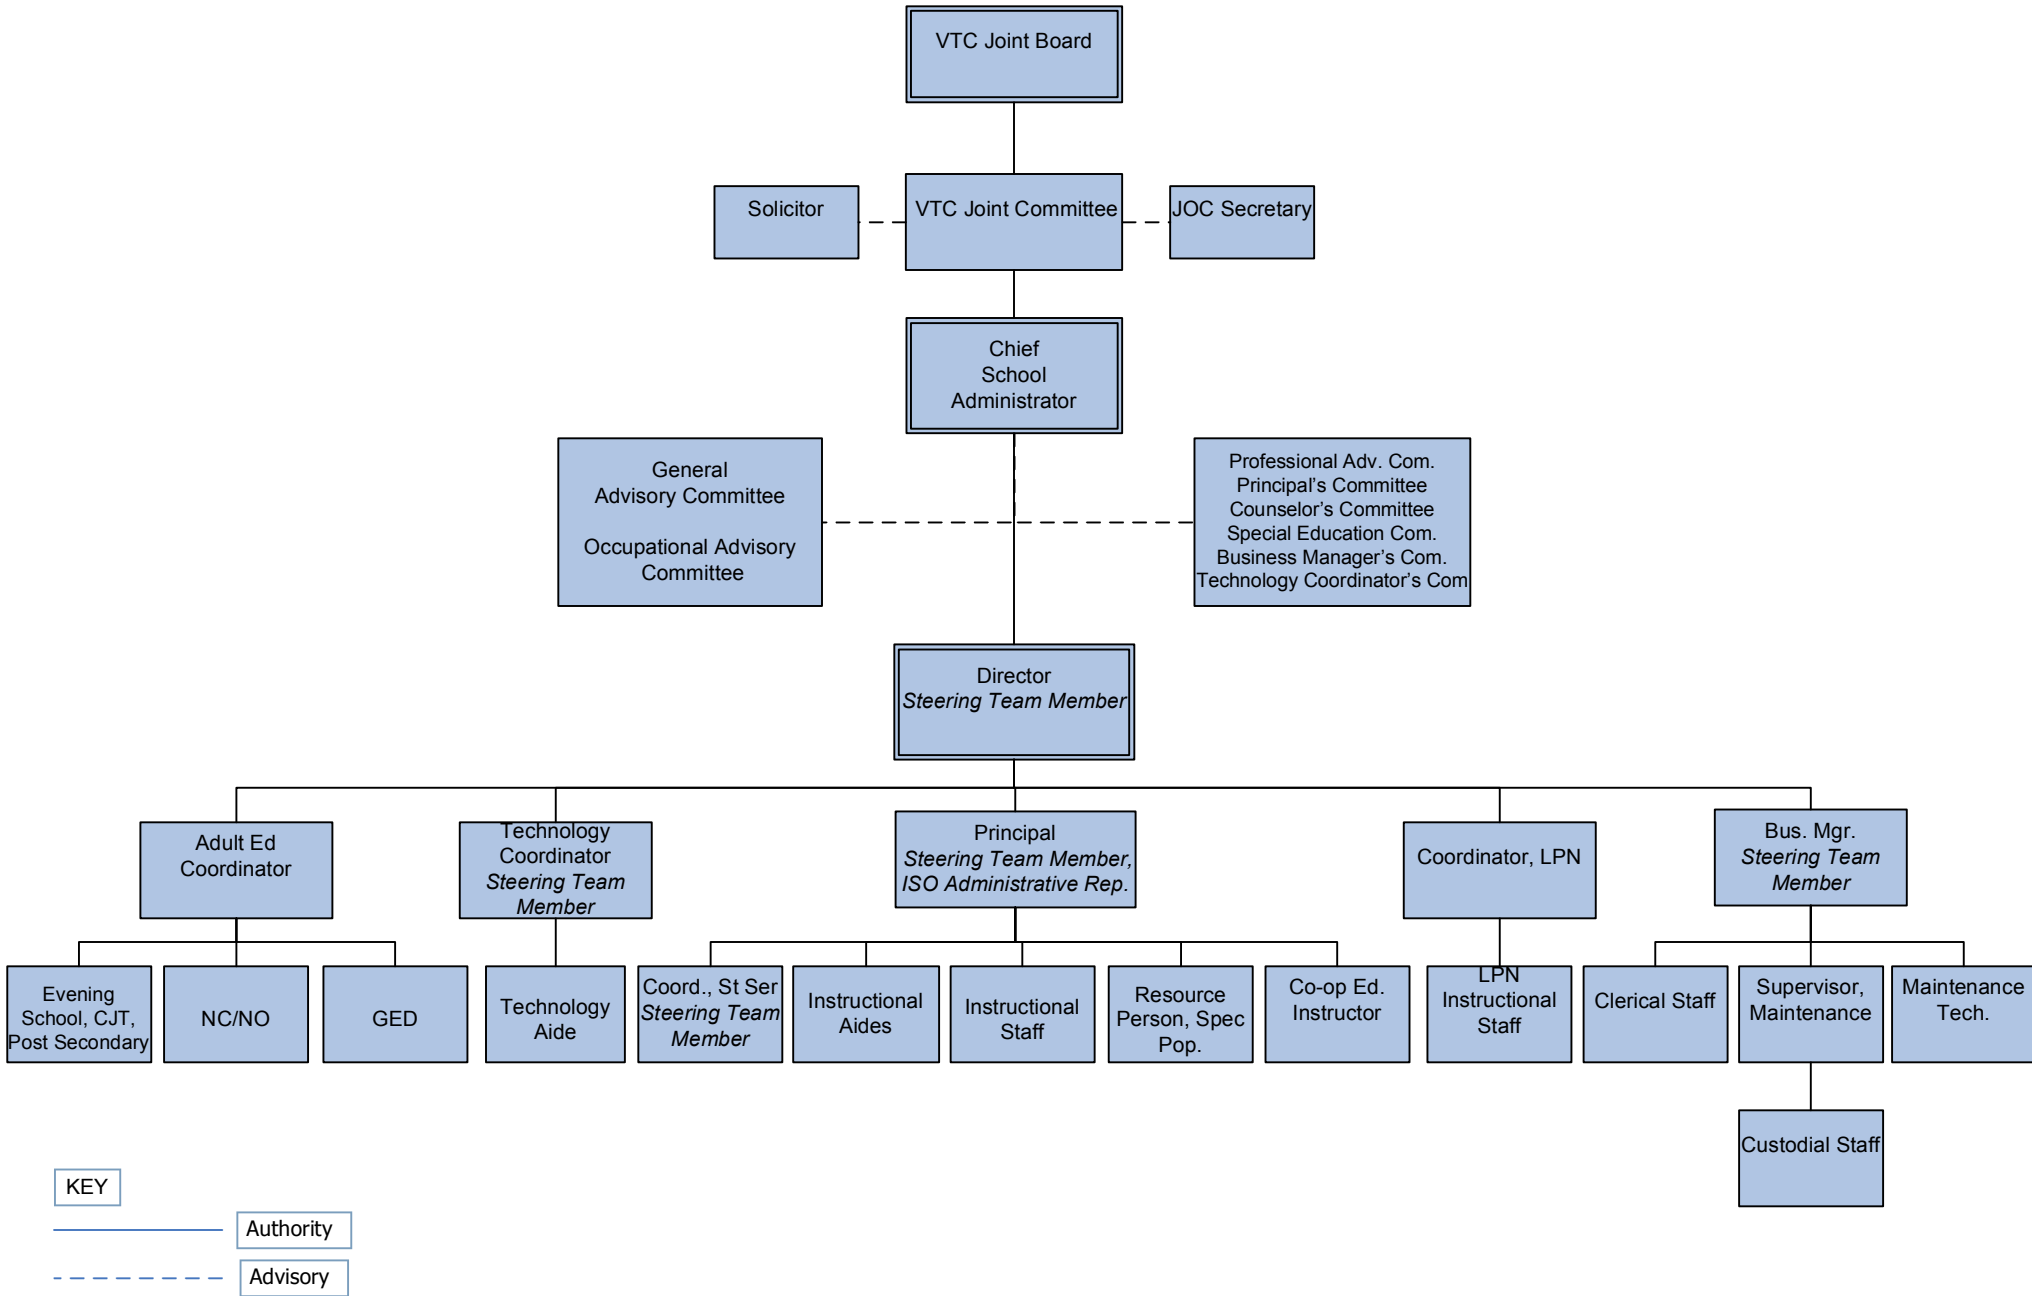 VTC Joint Board
Solicitor
VTC Joint Committee
JOC Secretary
Chief
School
Administrator
General
Advisory Committee
Occupational Advisory
Committee
Professional Adv. Com.
Principal’s Committee
Counselor’s Committee
Special Education Com.
Business Manager’s Com.
Technology Coordinator’s Com
Director
Steering Team Member
Adult Ed
Coordinator
Technology
Coordinator
Steering Team
Member
Principal
Steering Team Member,
ISO Administrative Rep.
Coordinator, LPN
Bus. Mgr.
Steering Team
Member
Evening
School, CJT,
Post Secondary
NC/NO
GED
Technology
Aide
Coord., St Ser
Steering Team
Member
Instructional
Aides
Instructional
Staff
Resource
Person, Spec
Pop.
Co-op Ed.
Instructor
LPN
Instructional
Staff
Clerical Staff
Supervisor,
Maintenance
Maintenance
Tech.
Custodial Staff
KEY
Authority
Advisory